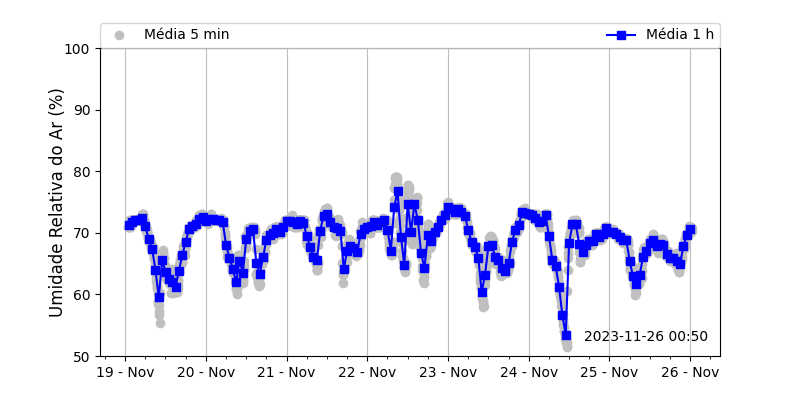 Média 5 min
Média 1 h
100
90
80
70
60
50
Umidade Relativa do Ar (%)
2023-11-26 00:50
19 - Nov
20 - Nov
21 - Nov
22 - Nov
23 - Nov
24 - Nov
25 - Nov
26 - Nov